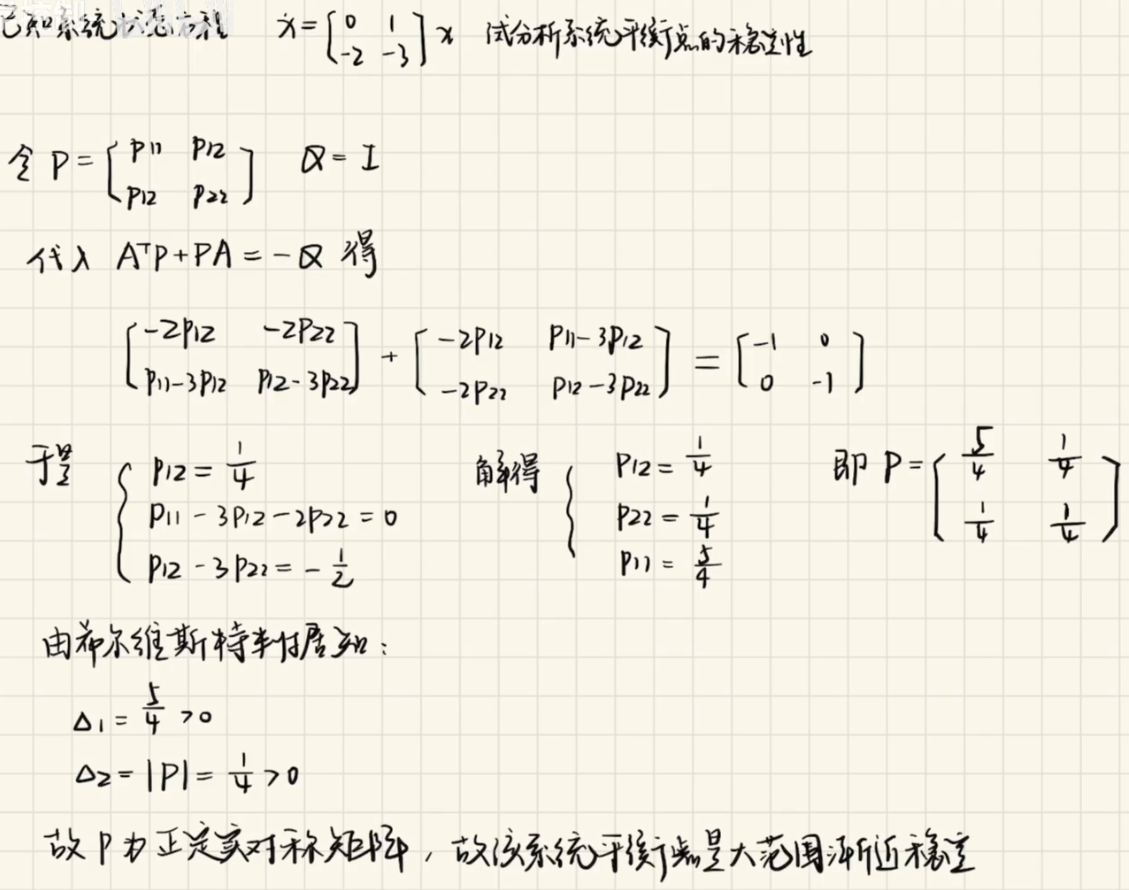 已知系统状态方程 ẋ = [0 1; -2 -3] x 试分析系统平衡点的稳定性
令 P = [p11 p12; p12 p22] Q = I
代入 AᵀP + PA = -Q 得
[-2p12 -2p22; p11-3p12 p12-3p22] + [-2p12 p11-3p12; -2p22 p12-3p22] = [-1 0; 0 -1]
于是 { p12 = 1/4 解得 { p12 = 1/4 即 P = [5/4 1/4; 1/4 1/4]
p11 - 3p12 - 2p22 = 0 p22 = 1/4
p12 - 3p22 = -1/2 p11 = 5/4
由希尔维斯特判据知:
Δ1 = 5/4 > 0
Δ2 = |P| = 1/4 > 0
故 P 为正定实对称矩阵, 故该系统平衡点是大范围渐近稳定